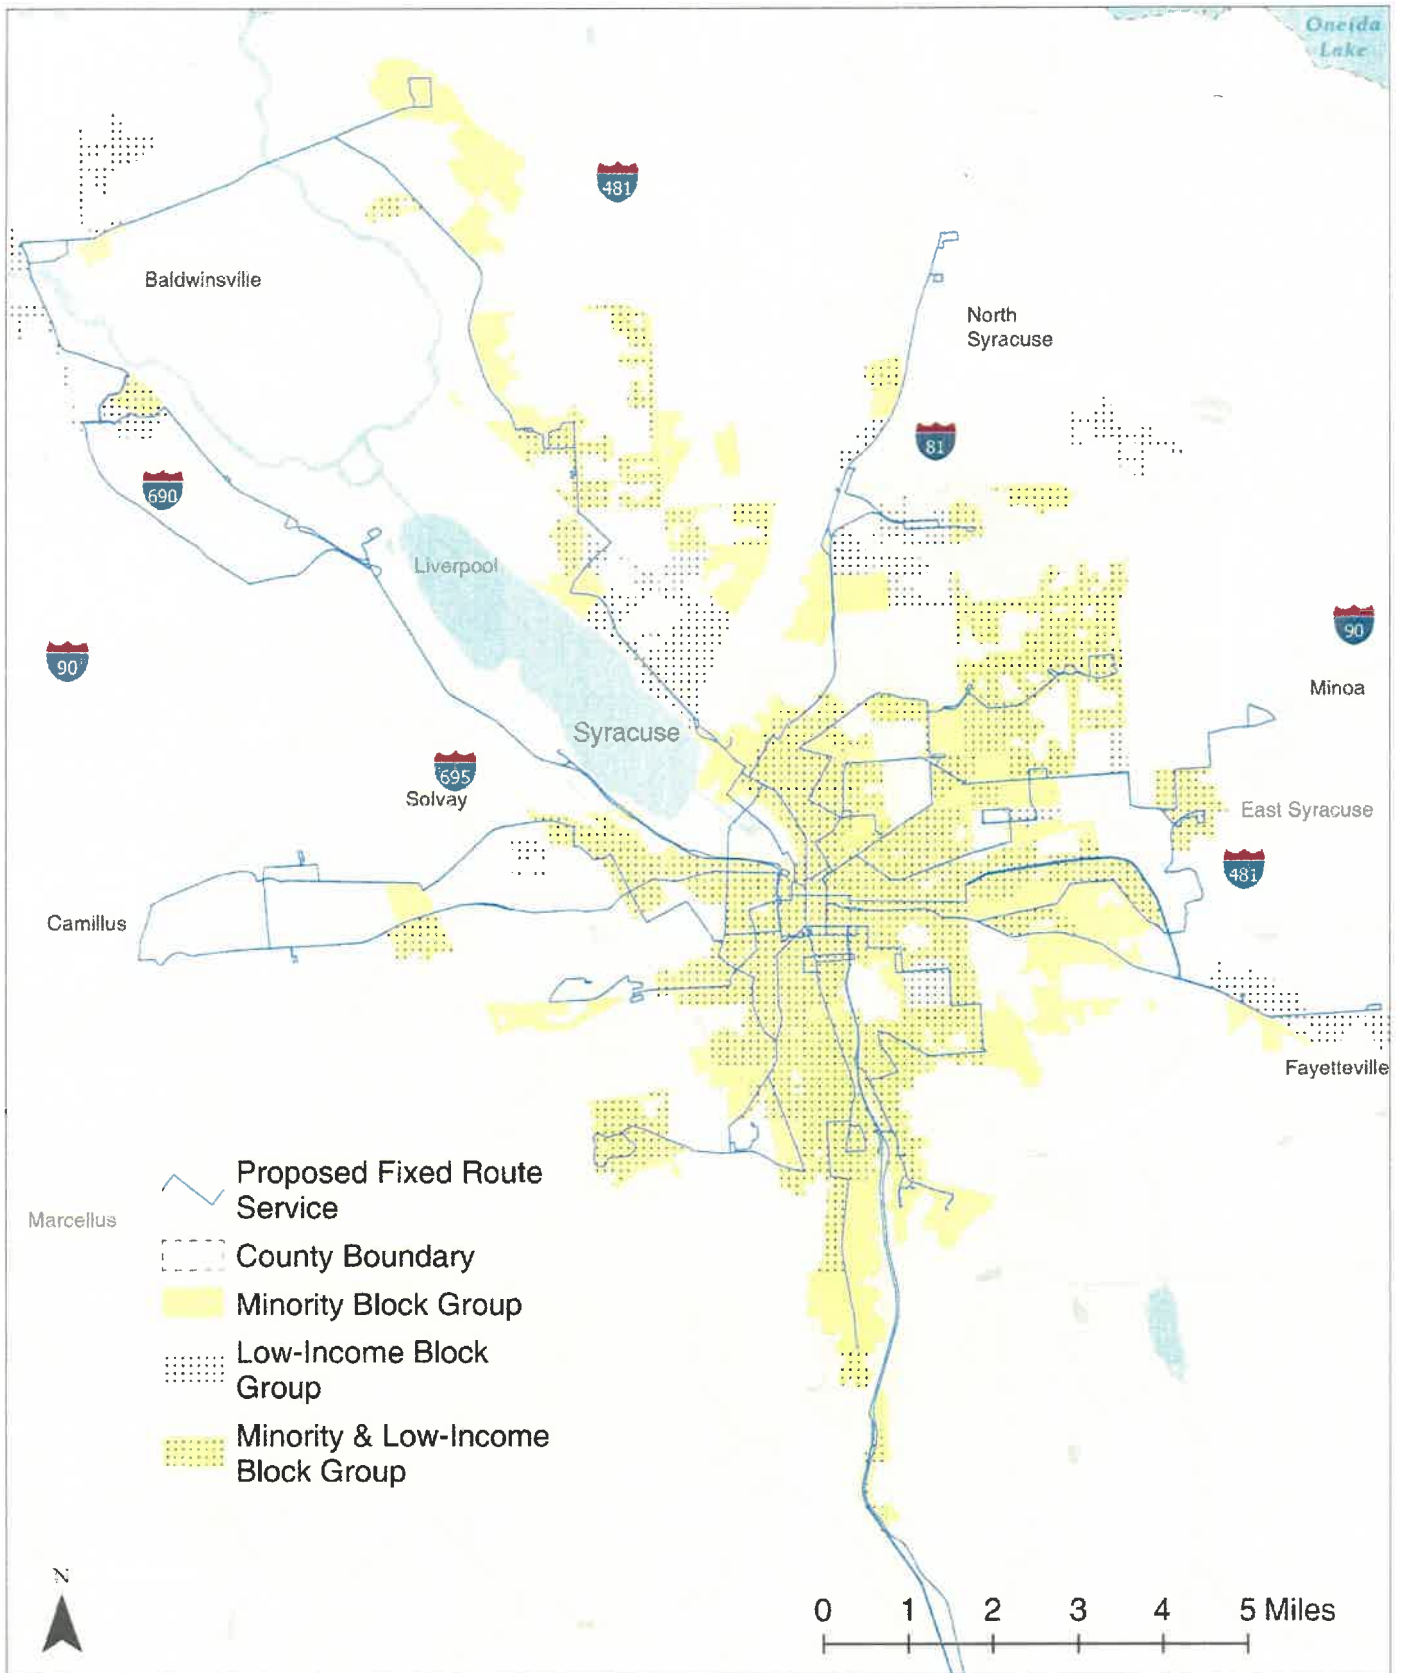 Oneida
Lake
481
Baldwinsville
North
Syracuse
81
690
Liverpool
90
90
Minoa
Syracuse
695
Solvay
East Syracuse
481
Camillus
Fayetteville
Proposed Fixed Route
Service
Marcellus
County Boundary
Minority Block Group
Low-Income Block
Group
Minority & Low-Income
Block Group
N
0 1 2 3 4 5 Miles